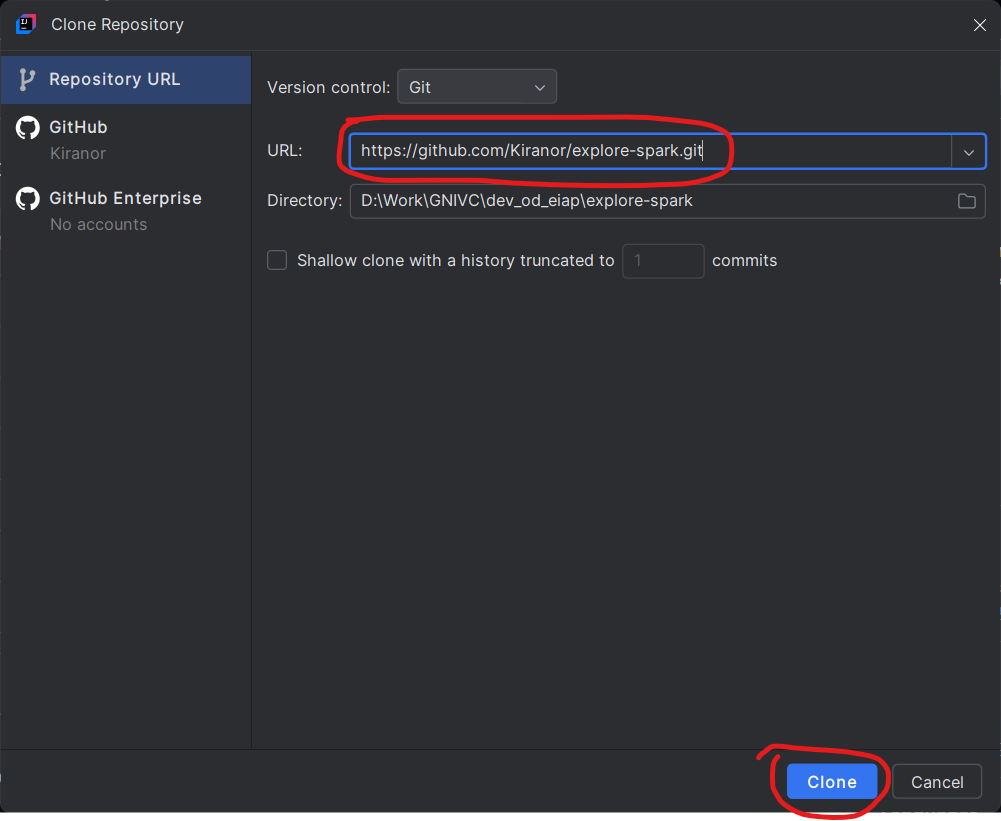 Clone Repository
Repository URL
GitHub
Kiranor
GitHub Enterprise
No accounts
Version control: Git
URL: https://github.com/Kiranor/explore-spark.git
Directory: D:\Work\GNIVC\dev_od_eiap\explore-spark
Shallow clone with a history truncated to 1 commits
Clone Cancel